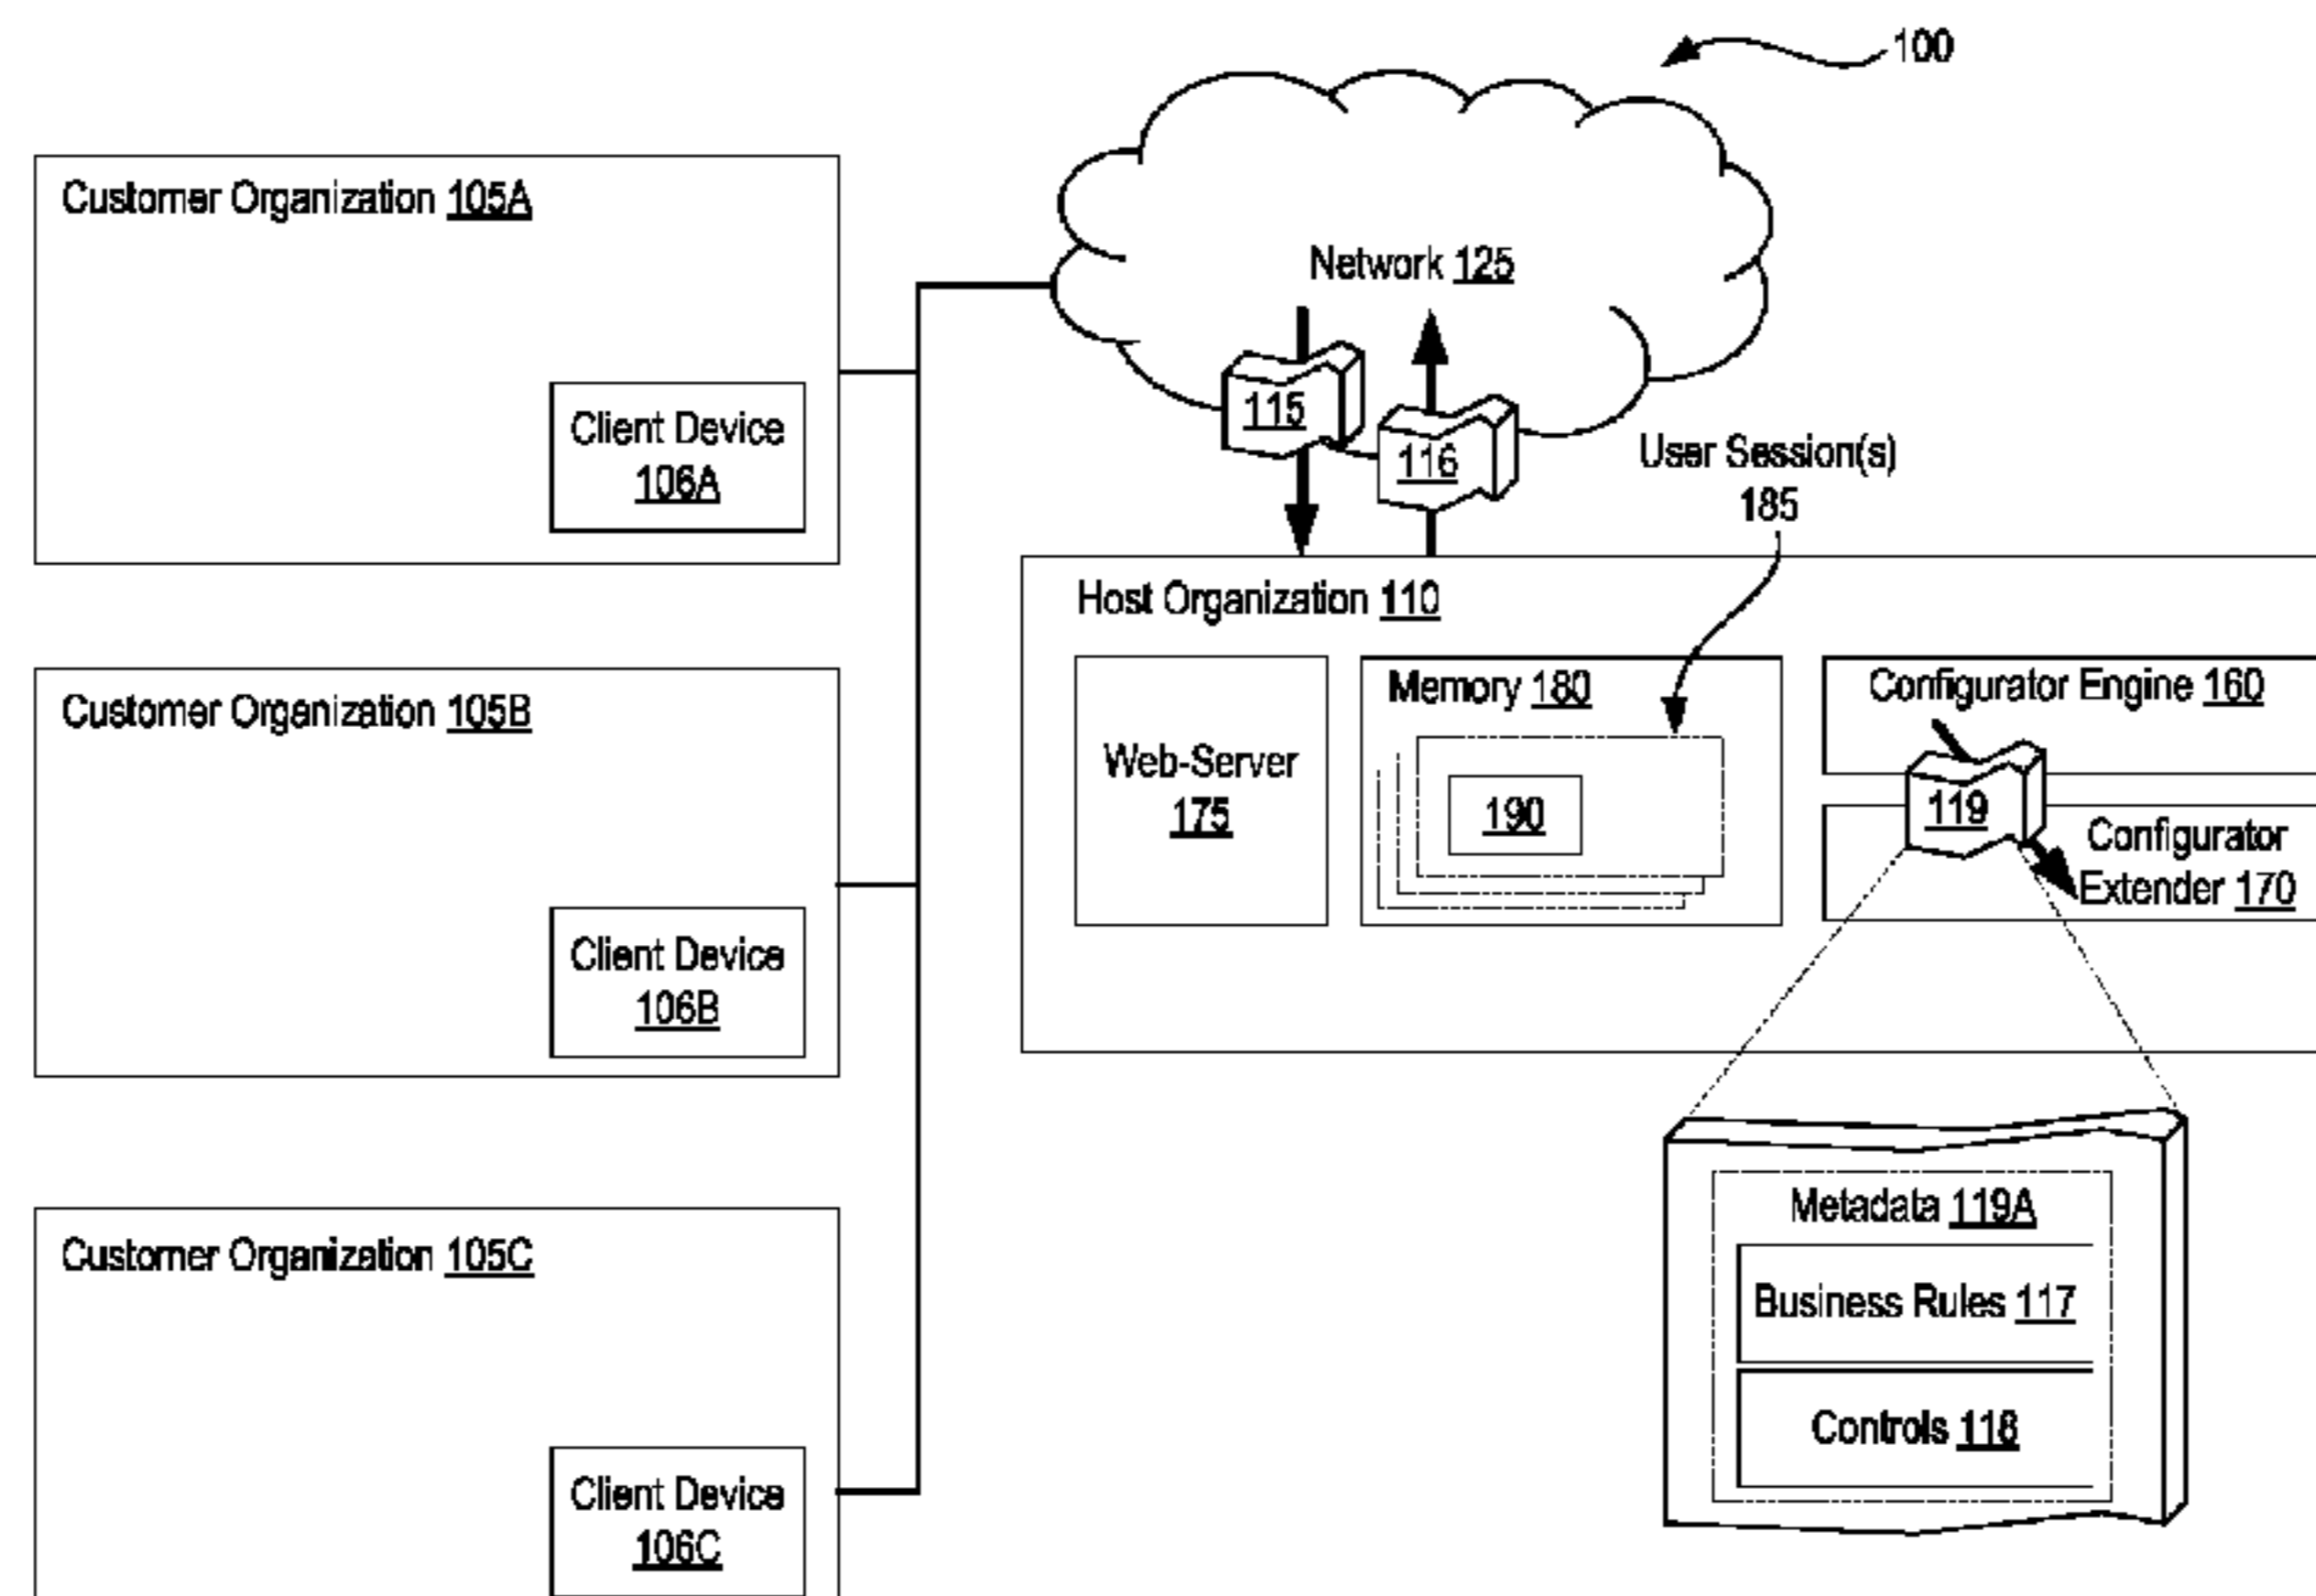 100
Customer Organization 105A
Client Device
106A
Network 125
115
116
User Session(s)
185
Host Organization 110
Web-Server
175
Memory 180
190
Configurator Engine 160
119
Configurator
Extender 170
Customer Organization 105B
Client Device
106B
Metadata 119A
Business Rules 117
Controls 118
Customer Organization 105C
Client Device
106C